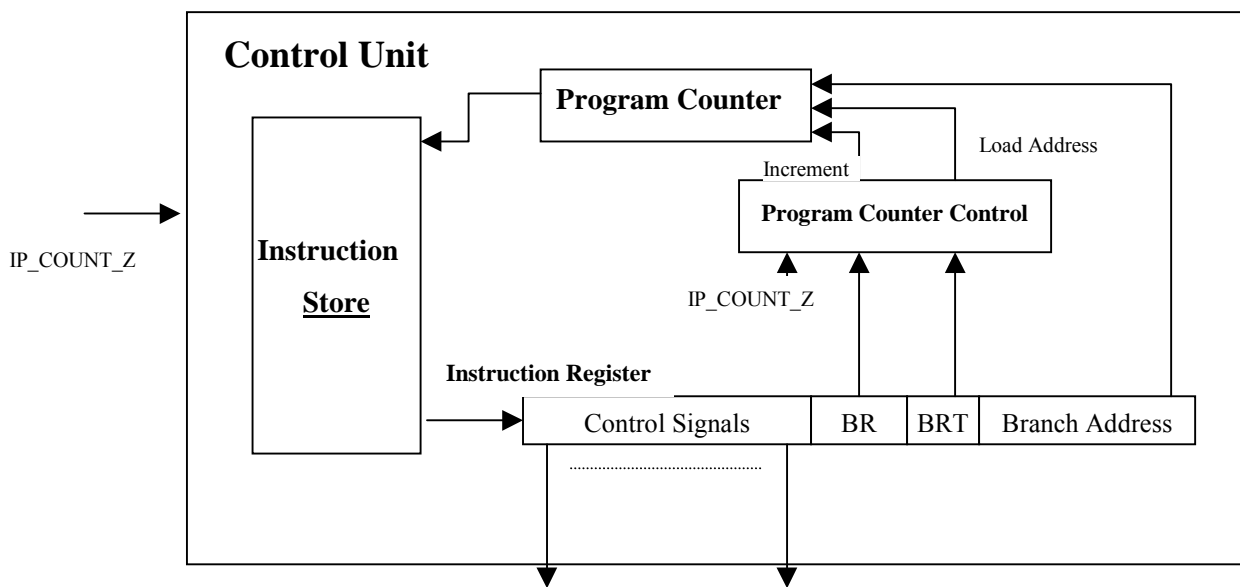 Control Unit
Program Counter
Load Address
Increment
Program Counter Control
IP_COUNT_Z
Instruction
Store
IP_COUNT_Z
Instruction Register
Control Signals
BR
BRT
Branch Address